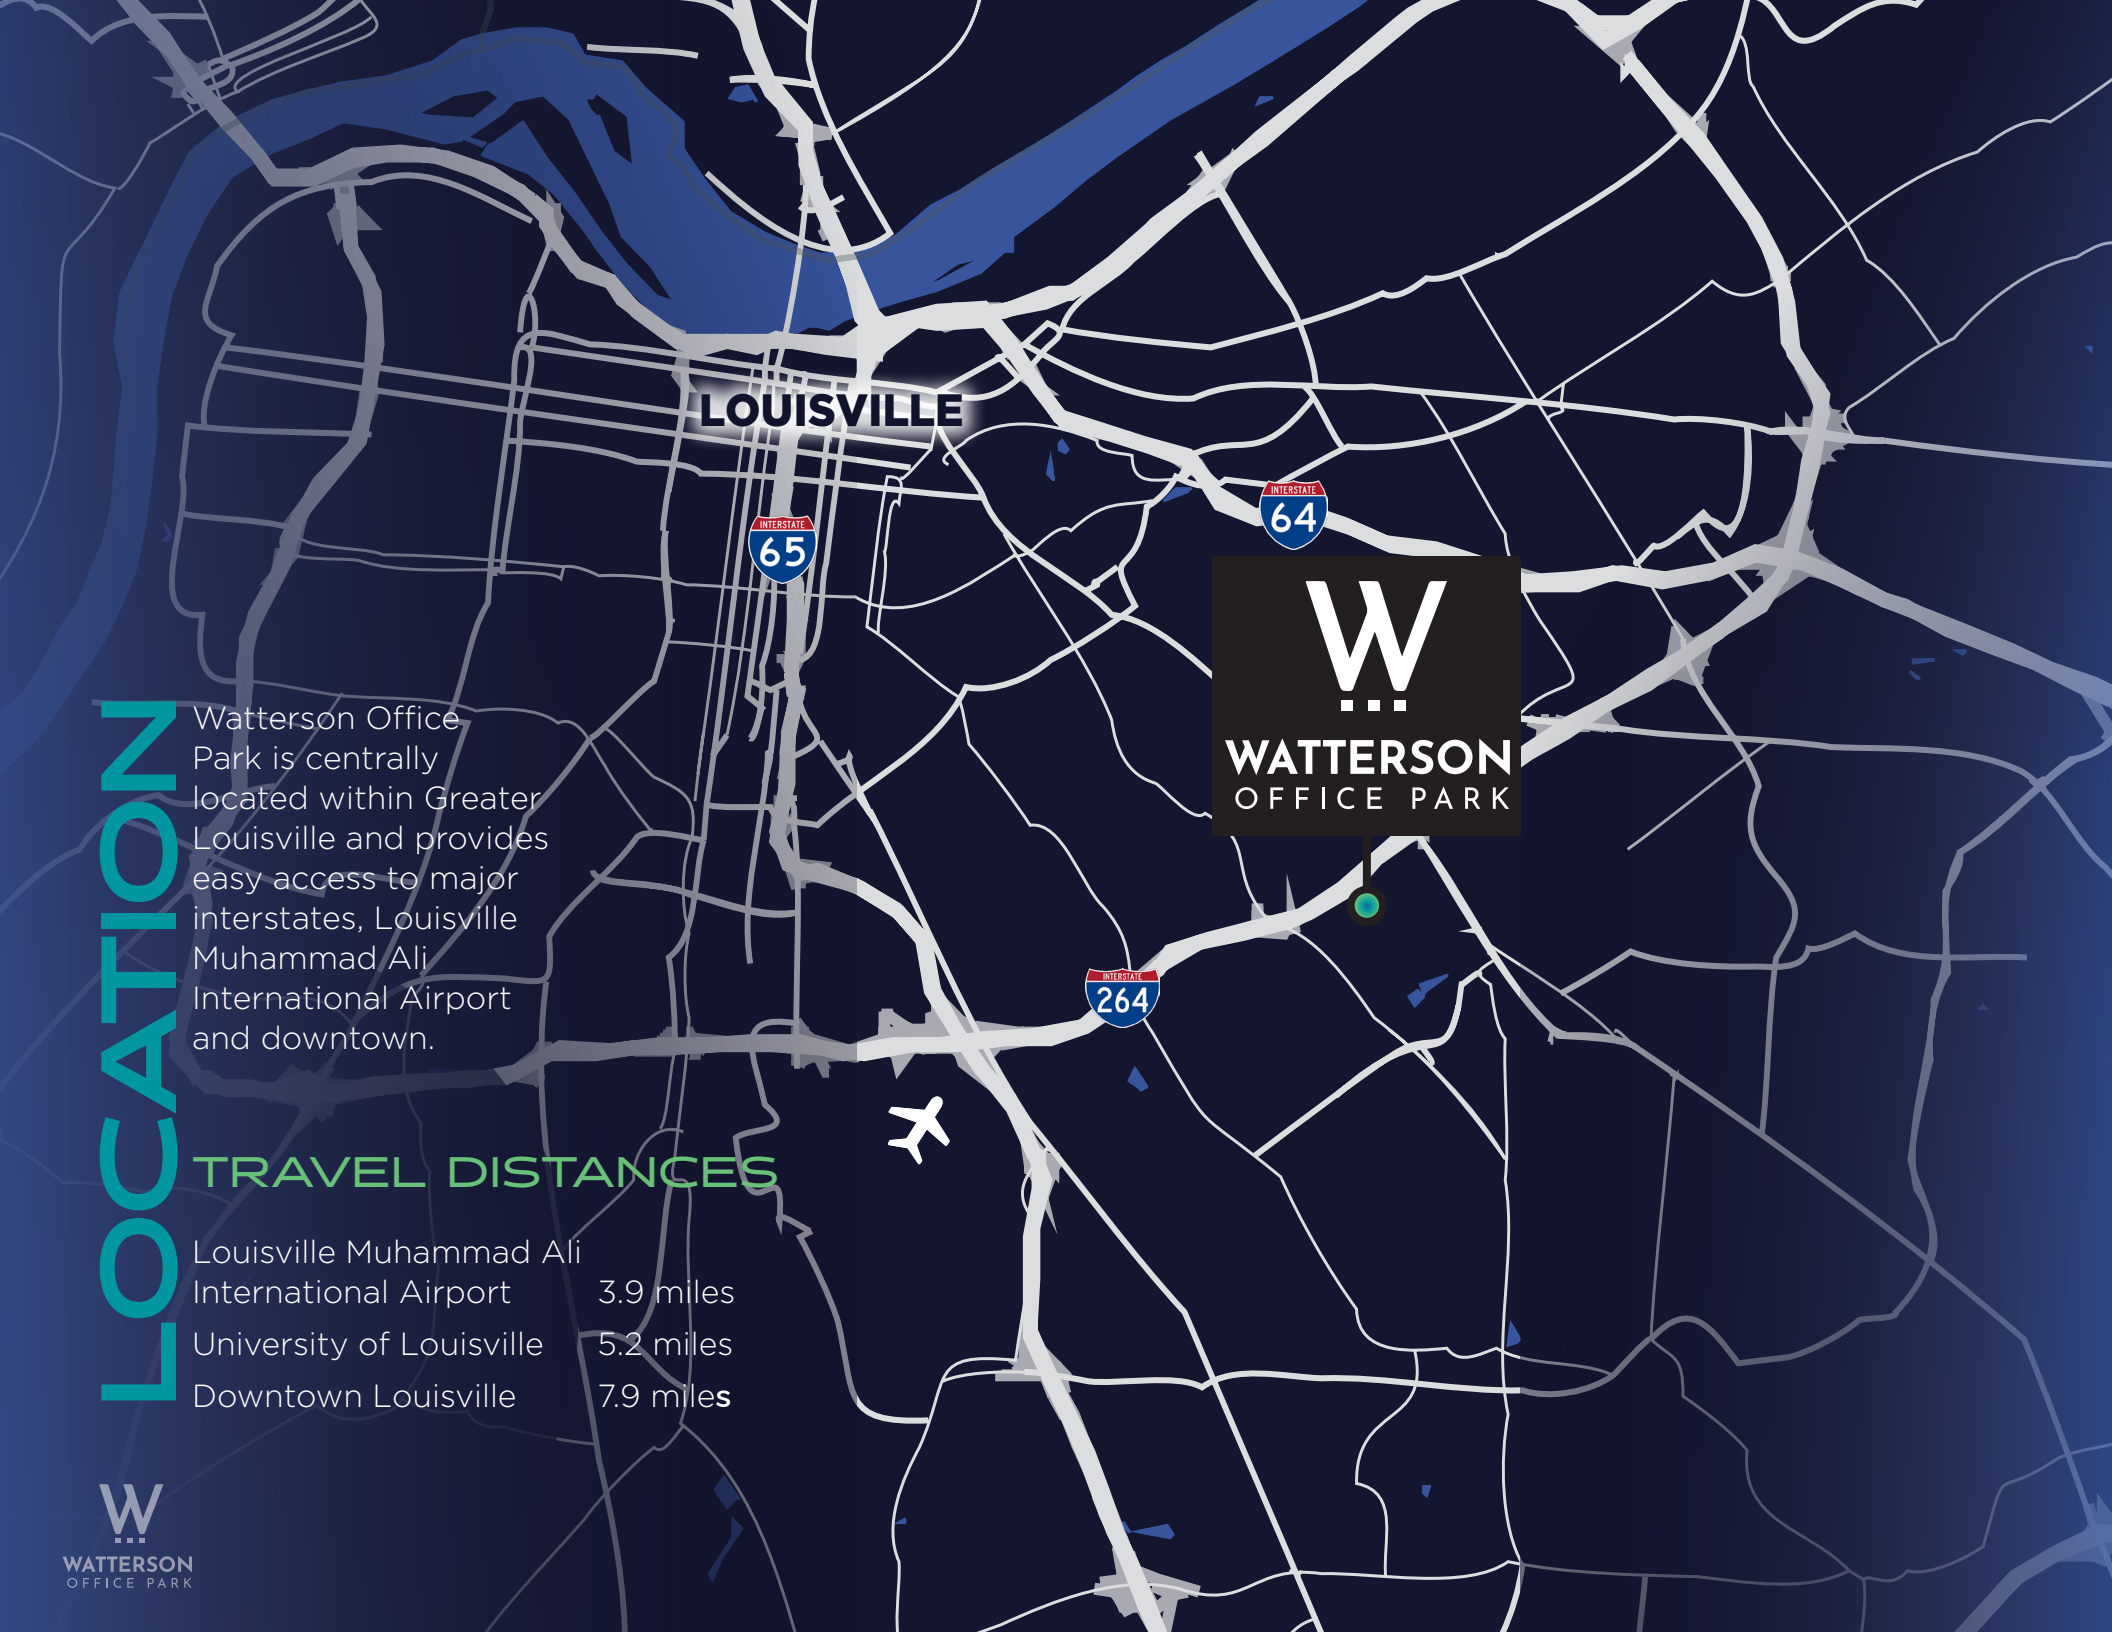 LOUISVILLE
INTERSTATE
65
INTERSTATE
64
W
WATTERSON
OFFICE PARK
INTERSTATE
264
LOCATION
Watterson Office
Park is centrally
located within Greater
Louisville and provides
easy access to major
interstates, Louisville
Muhammad Ali
International Airport
and downtown.
TRAVEL DISTANCES
Louisville Muhammad Ali
International Airport 3.9 miles
University of Louisville 5.2 miles
Downtown Louisville 7.9 miles
W
WATTERSON
OFFICE PARK